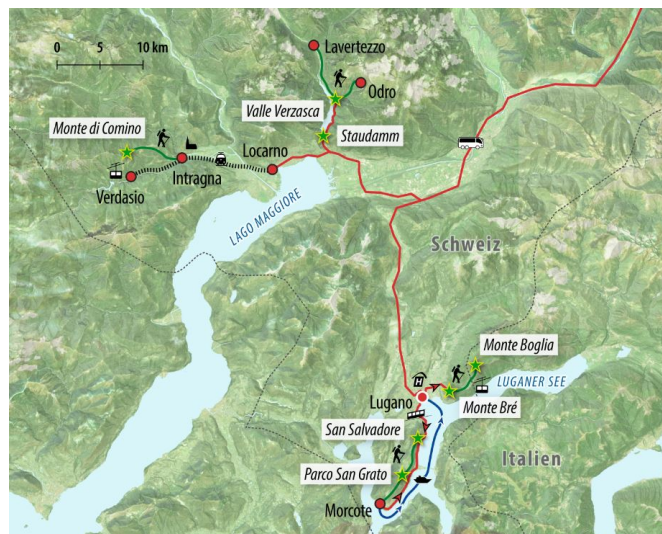 0 5 10 km
Lavertezzo
Odro
Valle Verzasca
Monte di Comino
Staudamm
Locarno
Intragna
Verdasio
LAGO MAGGIORE
Schweiz
Monte Boglia
LUGANER SEE
H
Lugano
Monte Brè
San Salvadore
Italien
Parco San Grato
Morcote